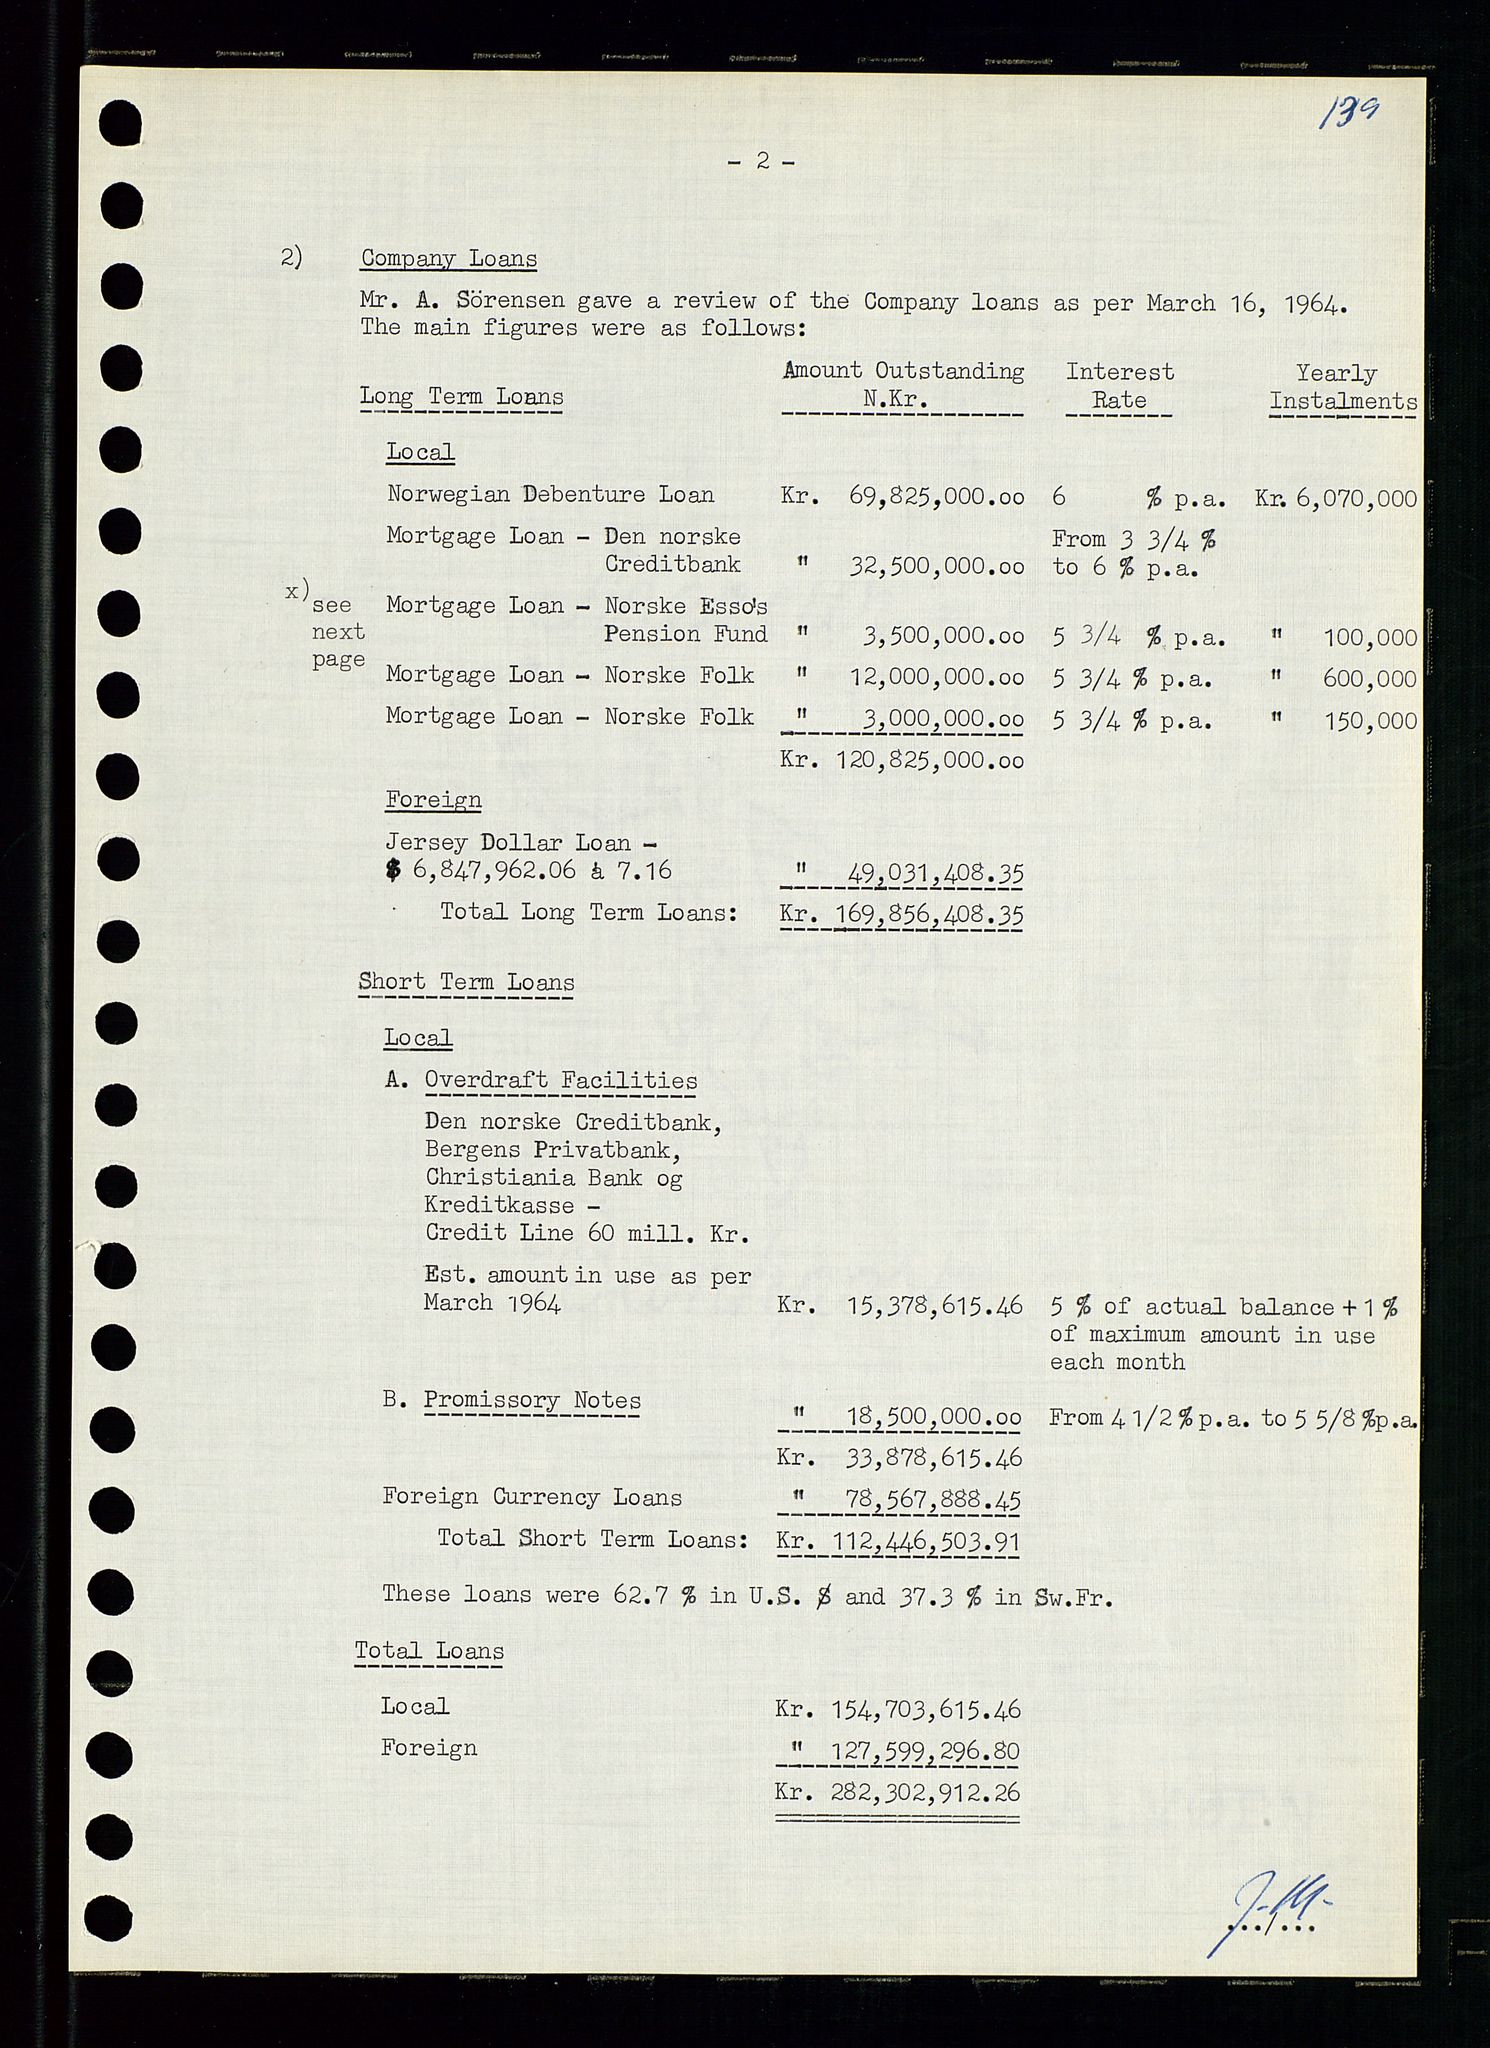 139
- 2 -
2) Company Loans
Mr. A. Sörensen gave a review of the Company loans as per March 16, 1964.
The main figures were as follows:
Amount Outstanding Interest Yearly
Long Term Loans N.Kr. Rate Instalments
Local
Norwegian Debenture Loan Kr. 69,825,000.oo 6 % p.a. Kr. 6,070,000
Mortgage Loan - Den norske From 3 3/4 %
Creditbank " 32,500,000.oo to 6 % p.a.
x) see Mortgage Loan - Norske Esso's
next Pension Fund " 3,500,000.oo 5 3/4 % p.a. " 100,000
page
Mortgage Loan - Norske Folk " 12,000,000.oo 5 3/4 % p.a. " 600,000
Mortgage Loan - Norske Folk " 3,000,000.oo 5 3/4 % p.a. " 150,000
Kr. 120,825,000.oo
Foreign
Jersey Dollar Loan -
$ 6,847,962.06 à 7.16 " 49,031,408.35
Total Long Term Loans: Kr. 169,856,408.35
Short Term Loans
Local
A. Overdraft Facilities
Den norske Creditbank,
Bergens Privatbank,
Christiania Bank og
Kreditkasse -
Credit Line 60 mill. Kr.
Est. amount in use as per
March 1964 Kr. 15,378,615.46 5 % of actual balance + 1 %
of maximum amount in use
each month
B. Promissory Notes " 18,500,000.oo From 4 1/2 % p.a. to 5 5/8 % p.a.
Kr. 33,878,615.46
Foreign Currency Loans " 78,567,888.45
Total Short Term Loans: Kr. 112,446,503.91
These loans were 62.7 % in U.S. $ and 37.3 % in Sw.Fr.
Total Loans
Local Kr. 154,703,615.46
Foreign " 127,599,296.80
Kr. 282,302,912.26
.../...